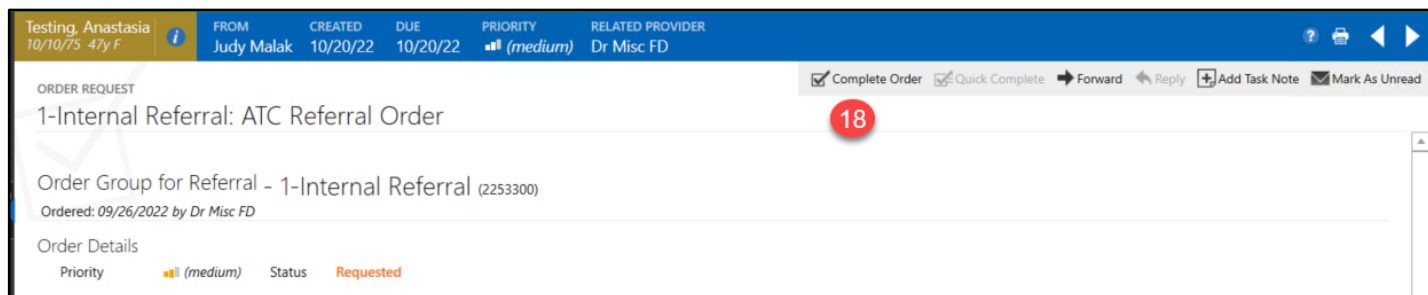 Testing, Anastasia
10/10/75 47y F
i
FROM CREATED DUE PRIORITY RELATED PROVIDER
Judy Malak 10/20/22 10/20/22 (medium) Dr Misc FD
?
Complete Order Quick Complete Forward Reply Add Task Note Mark As Unread
ORDER REQUEST
1-Internal Referral: ATC Referral Order
18
Order Group for Referral - 1-Internal Referral (2253300)
Ordered: 09/26/2022 by Dr Misc FD
Order Details
Priority (medium) Status Requested